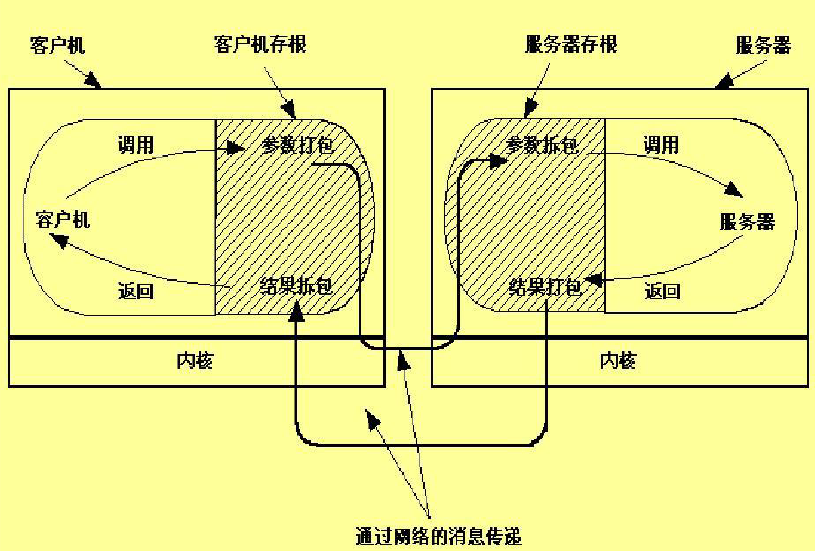 客户机
客户机存根
服务器存根
服务器
调用
参数打包
参数拆包
调用
客户机
服务器
返回
结果拆包
结果打包
返回
内核
内核
通过网络的消息传递